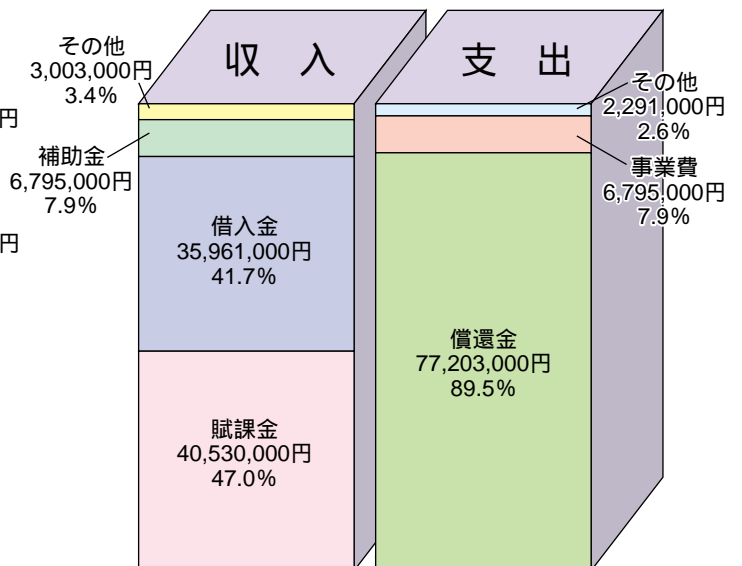 収 入
支 出
その他
3,003,000円
3.4%
円
補助金
6,795,000円
7.9%
円
借入金
35,961,000円
41.7%
賦課金
40,530,000円
47.0%
その他
2,291,000円
2.6%
事業費
6,795,000円
7.9%
償還金
77,203,000円
89.5%